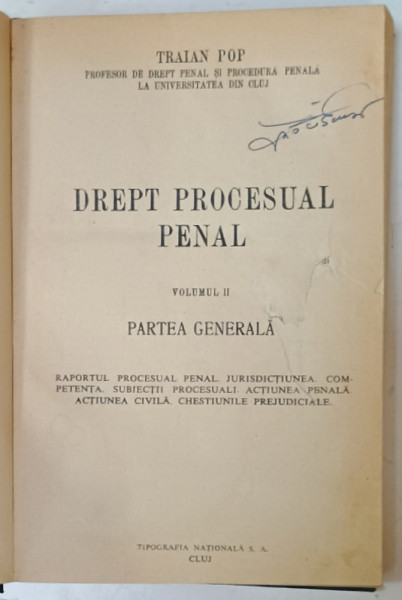 TRAIAN POP
PROFESOR DE DREPT PENAL ȘI PROCEDURĂ PENALĂ
LA UNIVERSITATEA DIN CLUJ
DREPT PROCESUAL
PENAL
VOLUMUL II
PARTEA GENERALĂ
RAPORTUL PROCESUAL PENAL. JURISDICȚIUNEA. COM-
PETENȚA. SUBIECȚII PROCESUALI. ACȚIUNEA PENALĂ.
ACȚIUNEA CIVILĂ. CHESTIUNILE PREJUDICIALE.
TIPOGRAFIA NAȚIONALĂ S. A.
CLUJ